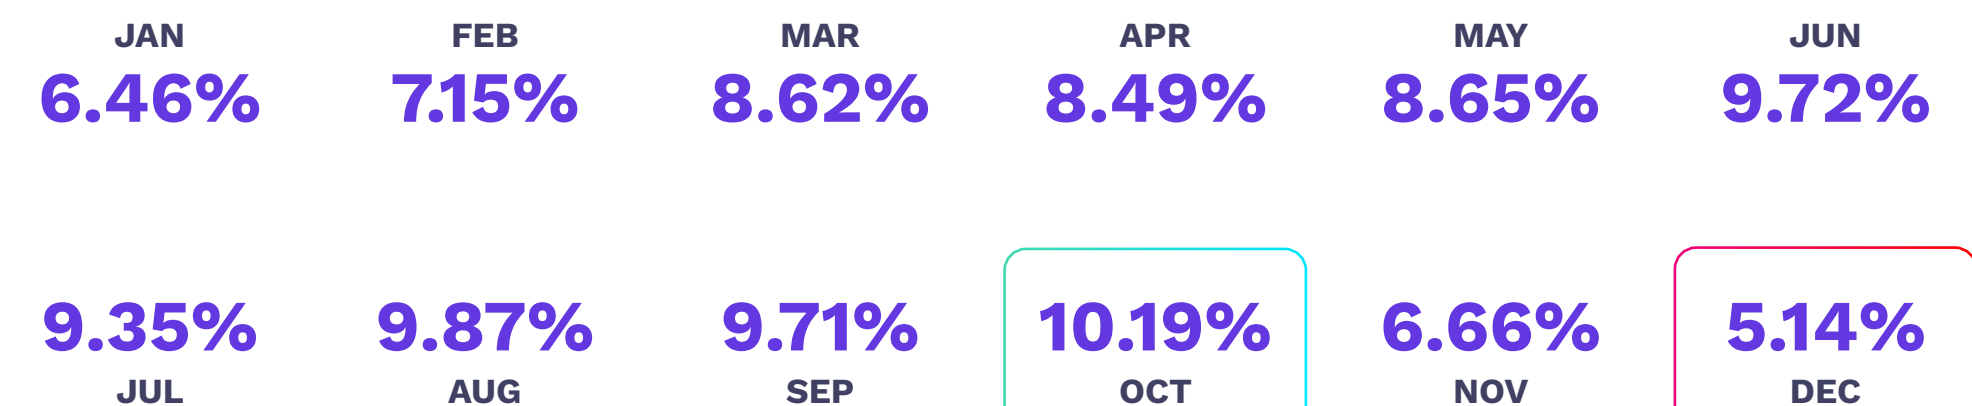 JAN FEB MAR APR MAY JUN
6.46% 7.15% 8.62% 8.49% 8.65% 9.72%
9.35% 9.87% 9.71% 10.19% 6.66% 5.14%
JUL AUG SEP OCT NOV DEC